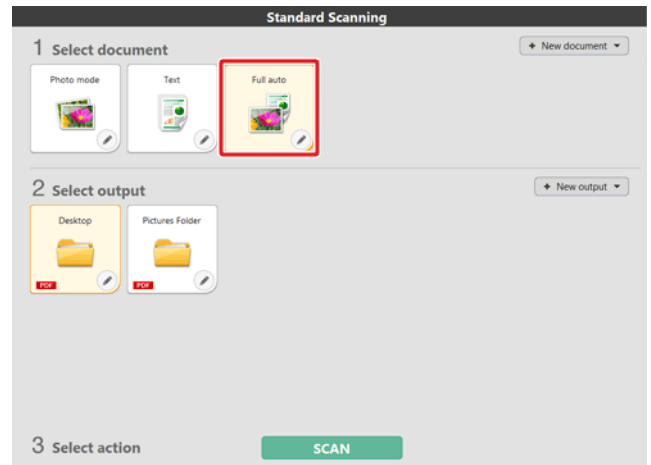 Standard Scanning
1 Select document
+ New document
Photo mode
Text
Full auto
2 Select output
+ New output
Desktop
Pictures Folder
PDF
PDF
3 Select action
SCAN